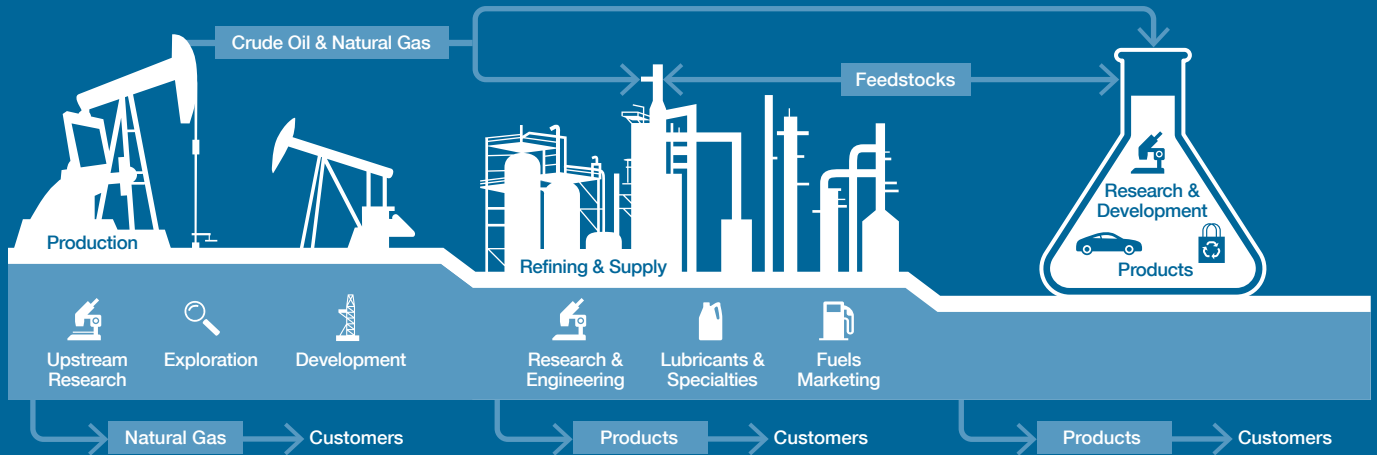 Crude Oil & Natural Gas
Feedstocks
Research &
Development
Products
Production
Refining & Supply
Upstream
Research
Exploration
Development
Research &
Engineering
Lubricants &
Specialties
Fuels
Marketing
Natural Gas
Customers
Products
Customers
Products
Customers